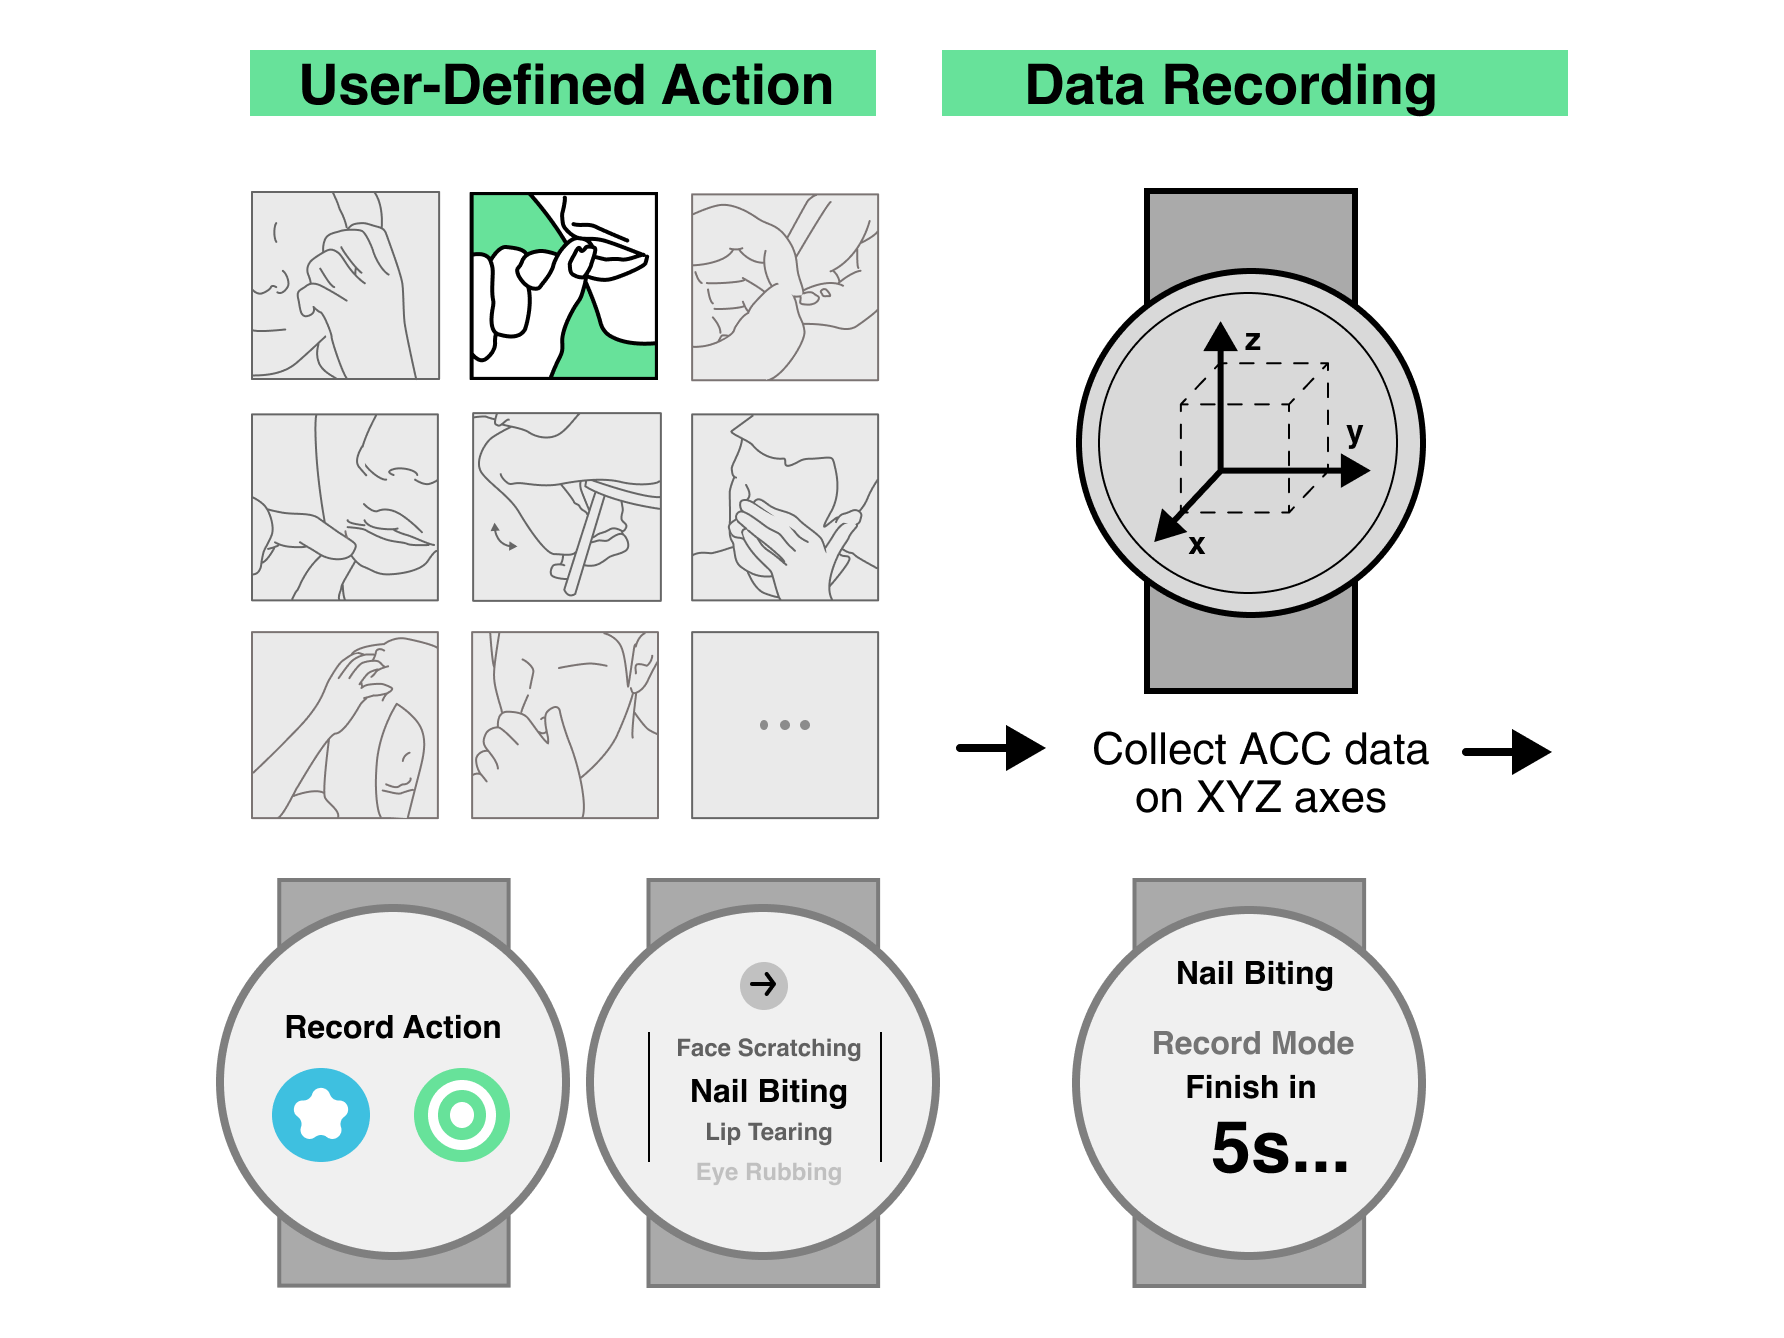 User-Defined Action
Data Recording
z
y
x
Collect ACC data
on XYZ axes
Record Action
Face Scratching
Nail Biting
Lip Tearing
Eye Rubbing
Nail Biting
Record Mode
Finish in
5s...